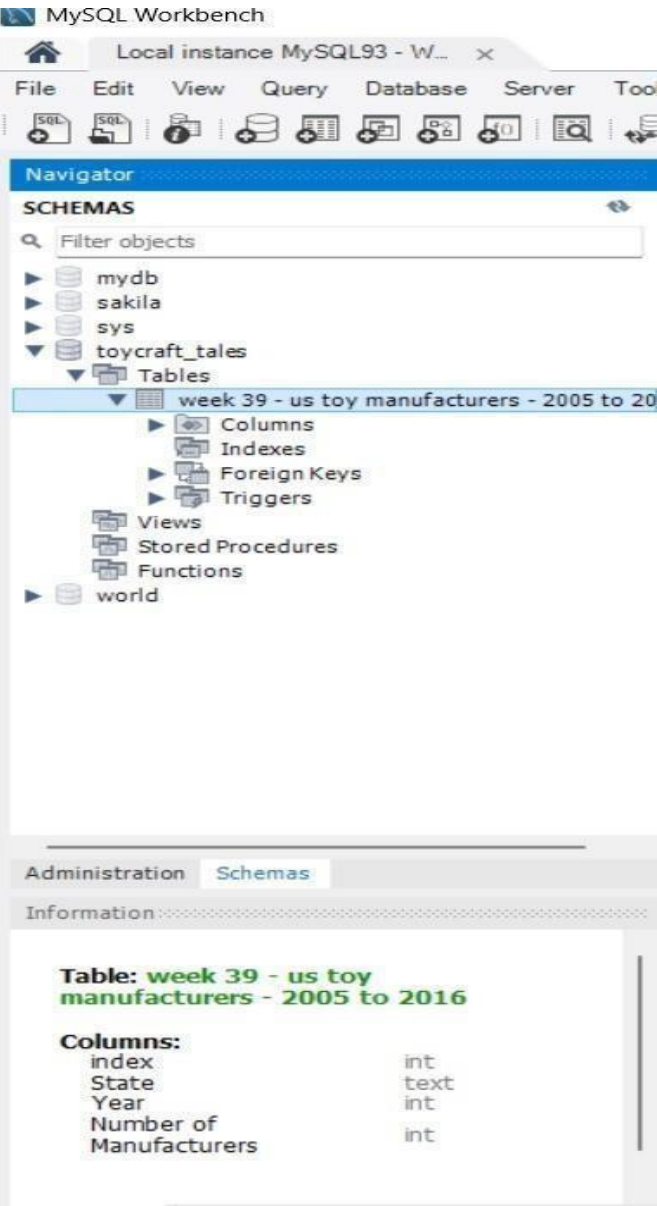 MySQL Workbench
Local instance MySQL93 - W...
File Edit View Query Database Server Tool
SQL SQL
Navigator
SCHEMAS
Filter objects
mydb
sakila
sys
toycraft_tales
Tables
week 39 - us toy manufacturers - 2005 to 20
Columns
Indexes
Foreign Keys
Triggers
Views
Stored Procedures
Functions
world
Administration Schemas
Information
Table: week 39 - us toy
manufacturers - 2005 to 2016
Columns:
index int
State text
Year int
Number of
Manufacturers int